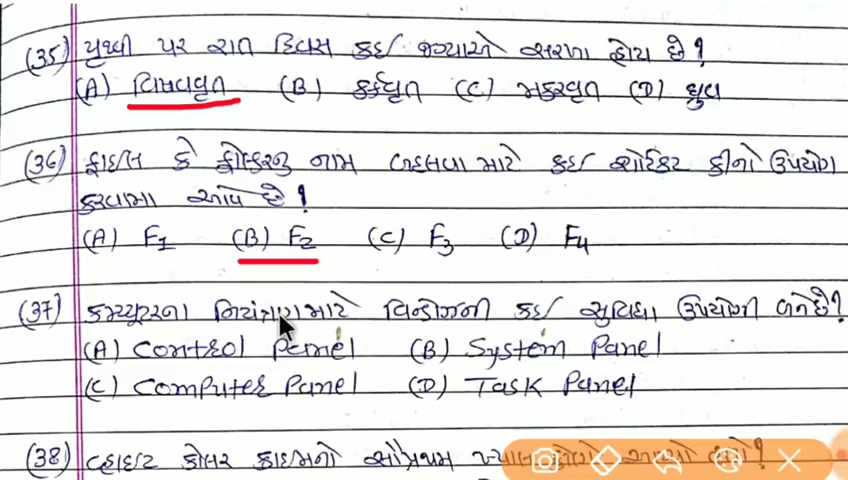 (35) પૃથ્વી પર રાત દિવસ કઈ જગ્યાએ સરખા હોય છે?
(A) વિષવવૃત (B) કર્કવૃત (C) મકરવૃત (D) ધ્રુવ
(36) ફાઈલ કે ફોલ્ડરનુ નામ બદલવા માટે કઈ શોર્ટકટ કીનો ઉપયોગ
કરવામા આવે છે?
(A) F1 (B) F2 (C) F3 (D) F4
(37) કમ્પ્યૂટરના નિયંત્રણ માટે વિન્ડોઝની કઈ સુવિધા ઉપયોગી બને છે?
(A) Control Panel (B) System Panel
(C) Computer Panel (D) Task Panel
(38) વ્હાઈટ કોલર ક્રાઈમનો સૌપ્રથમ ખ્યાલ